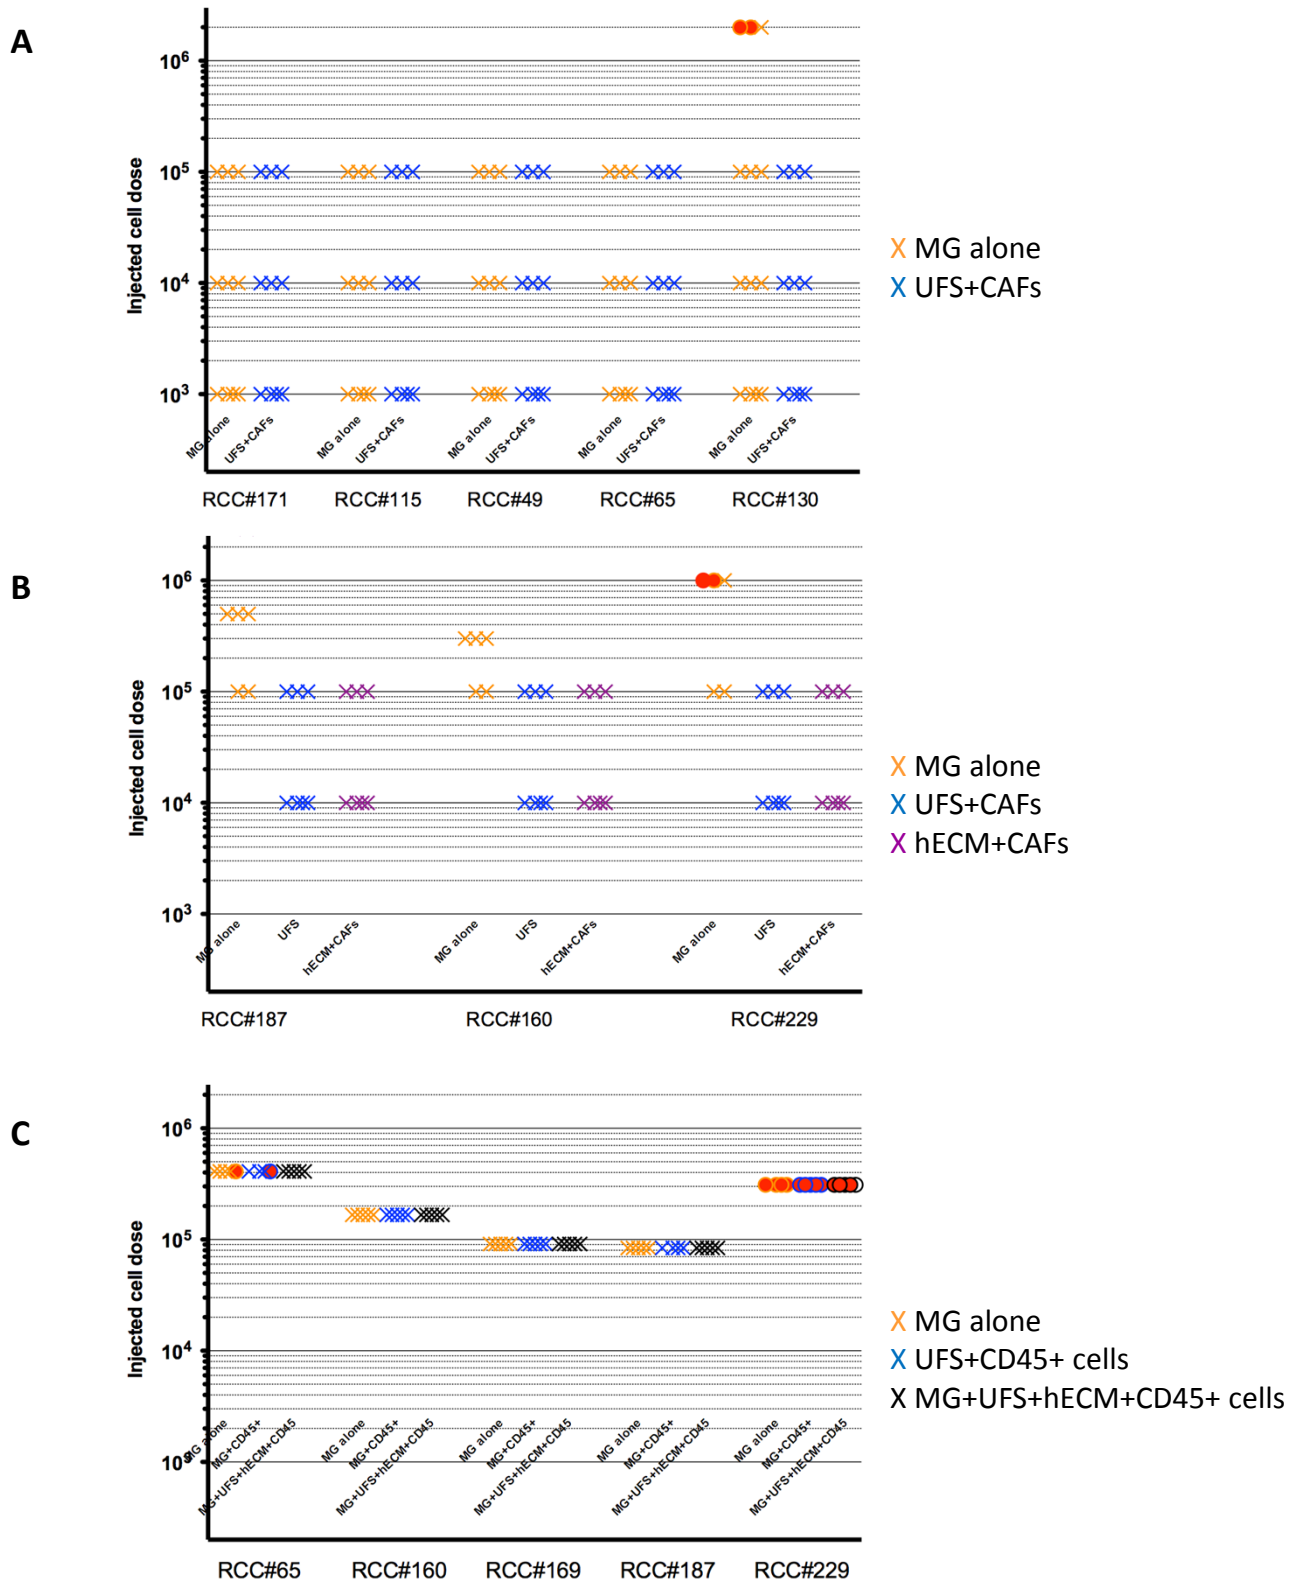 A
10⁶
10⁵
10⁴
10³
Injected cell dose
MG alone UFS+CAFs MG alone UFS+CAFs MG alone UFS+CAFs MG alone UFS+CAFs MG alone UFS+CAFs
RCC#171 RCC#115 RCC#49 RCC#65 RCC#130
X MG alone
X UFS+CAFs
B
10⁶
10⁵
10⁴
10³
Injected cell dose
MG alone UFS hECM+CAFs MG alone UFS hECM+CAFs MG alone UFS hECM+CAFs
RCC#187 RCC#160 RCC#229
X MG alone
X UFS+CAFs
X hECM+CAFs
C
10⁶
10⁵
10⁴
10³
Injected cell dose
MG alone MG+CD45+ MG+UFS+hECM+CD45 MG alone MG+CD45+ MG+UFS+hECM+CD45 MG alone MG+CD45+ MG+UFS+hECM+CD45 MG alone MG+CD45+ MG+UFS+hECM+CD45 MG alone MG+CD45+ MG+UFS+hECM+CD45
RCC#65 RCC#160 RCC#169 RCC#187 RCC#229
X MG alone
X UFS+CD45+ cells
X MG+UFS+hECM+CD45+ cells